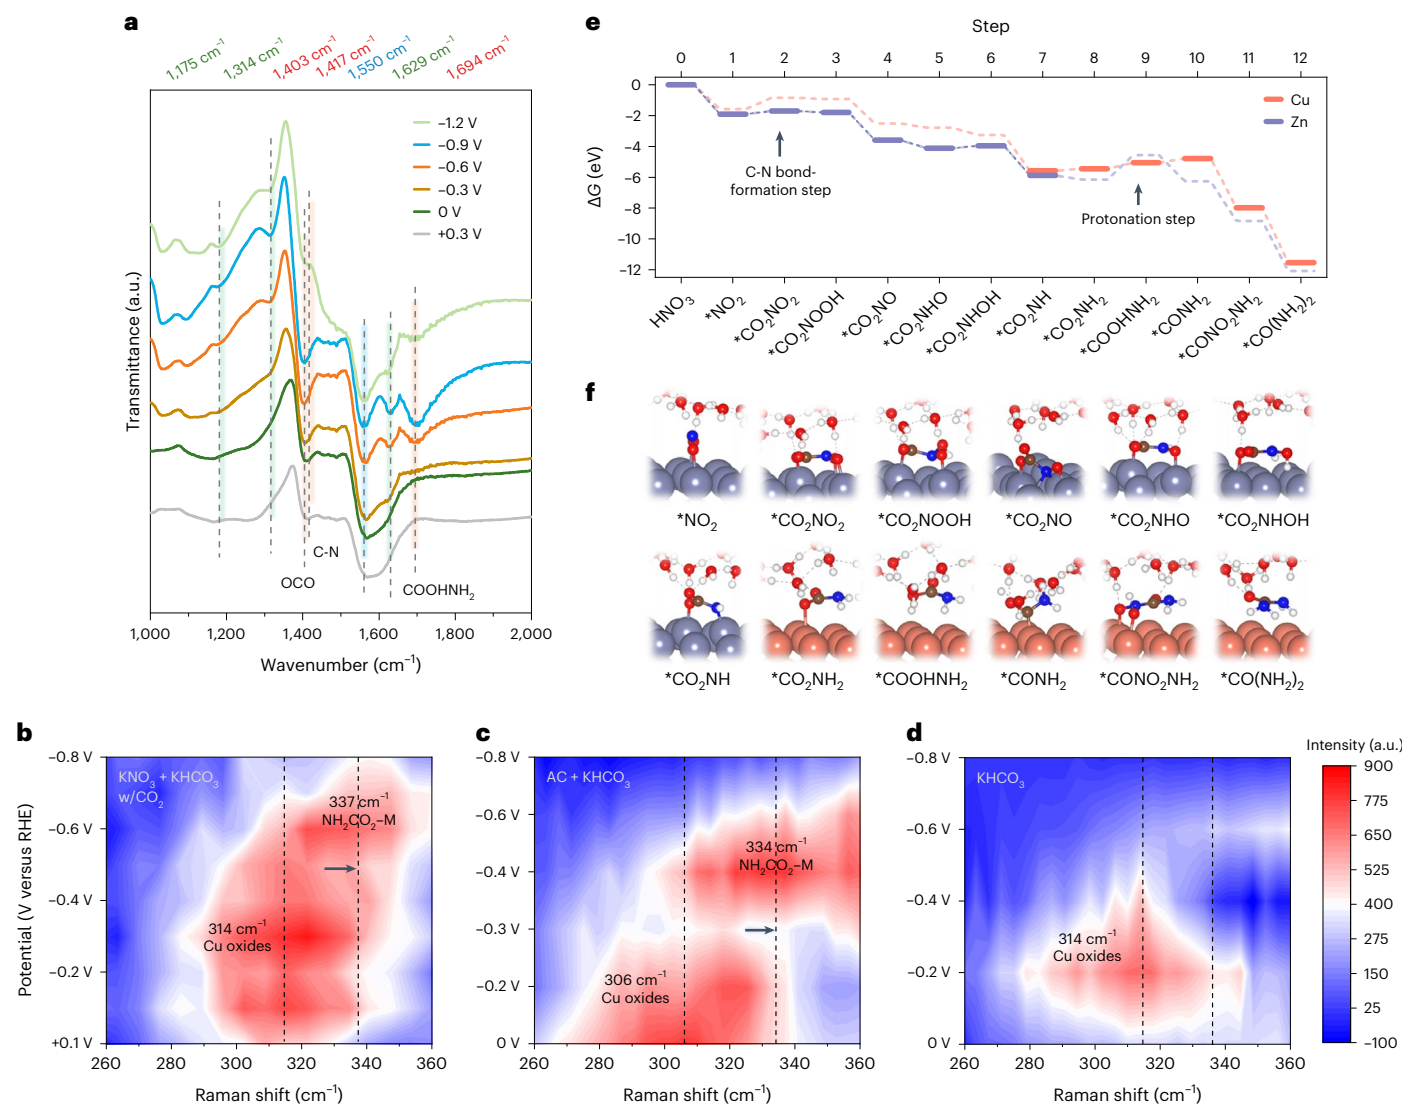 a
1,175 cm⁻¹
1,314 cm⁻¹
1,403 cm⁻¹
1,417 cm⁻¹
1,550 cm⁻¹
1,629 cm⁻¹
1,694 cm⁻¹
−1.2 V
−0.9 V
−0.6 V
−0.3 V
0 V
+0.3 V
Transmittance (a.u.)
C-N
OCO
COOHNH₂
1,000 1,200 1,400 1,600 1,800 2,000
Wavenumber (cm⁻¹)
e
Step
0 1 2 3 4 5 6 7 8 9 10 11 12
ΔG (eV)
0
−2
−4
−6
−8
−10
−12
Cu
Zn
C-N bond-
formation step
Protonation step
HNO₃
*NO₂
*CO₂NO₂
*CO₂NOOH
*CO₂NO
*CO₂NHO
*CO₂NHOH
*CO₂NH
*CO₂NH₂
*COOHNH₂
*CONH₂
*CONO₂NH₂
*CO(NH₂)₂
f
*NO₂ *CO₂NO₂ *CO₂NOOH *CO₂NO *CO₂NHO *CO₂NHOH
*CO₂NH *CO₂NH₂ *COOHNH₂ *CONH₂ *CONO₂NH₂ *CO(NH₂)₂
b
Potential (V versus RHE)
−0.8 V
−0.6 V
−0.4 V
−0.2 V
+0.1 V
KNO₃ + KHCO₃
w/CO₂
337 cm⁻¹
NH₂CO₂–M
314 cm⁻¹
Cu oxides
260 280 300 320 340 360
Raman shift (cm⁻¹)
c
−0.8 V
−0.6 V
−0.4 V
−0.3 V
−0.2 V
0 V
AC + KHCO₃
334 cm⁻¹
NH₂CO₂–M
306 cm⁻¹
Cu oxides
260 280 300 320 340 360
Raman shift (cm⁻¹)
d
−0.8 V
−0.6 V
−0.4 V
−0.2 V
0 V
KHCO₃
314 cm⁻¹
Cu oxides
260 280 300 320 340 360
Raman shift (cm⁻¹)
Intensity (a.u.)
900
775
650
525
400
275
150
25
−100